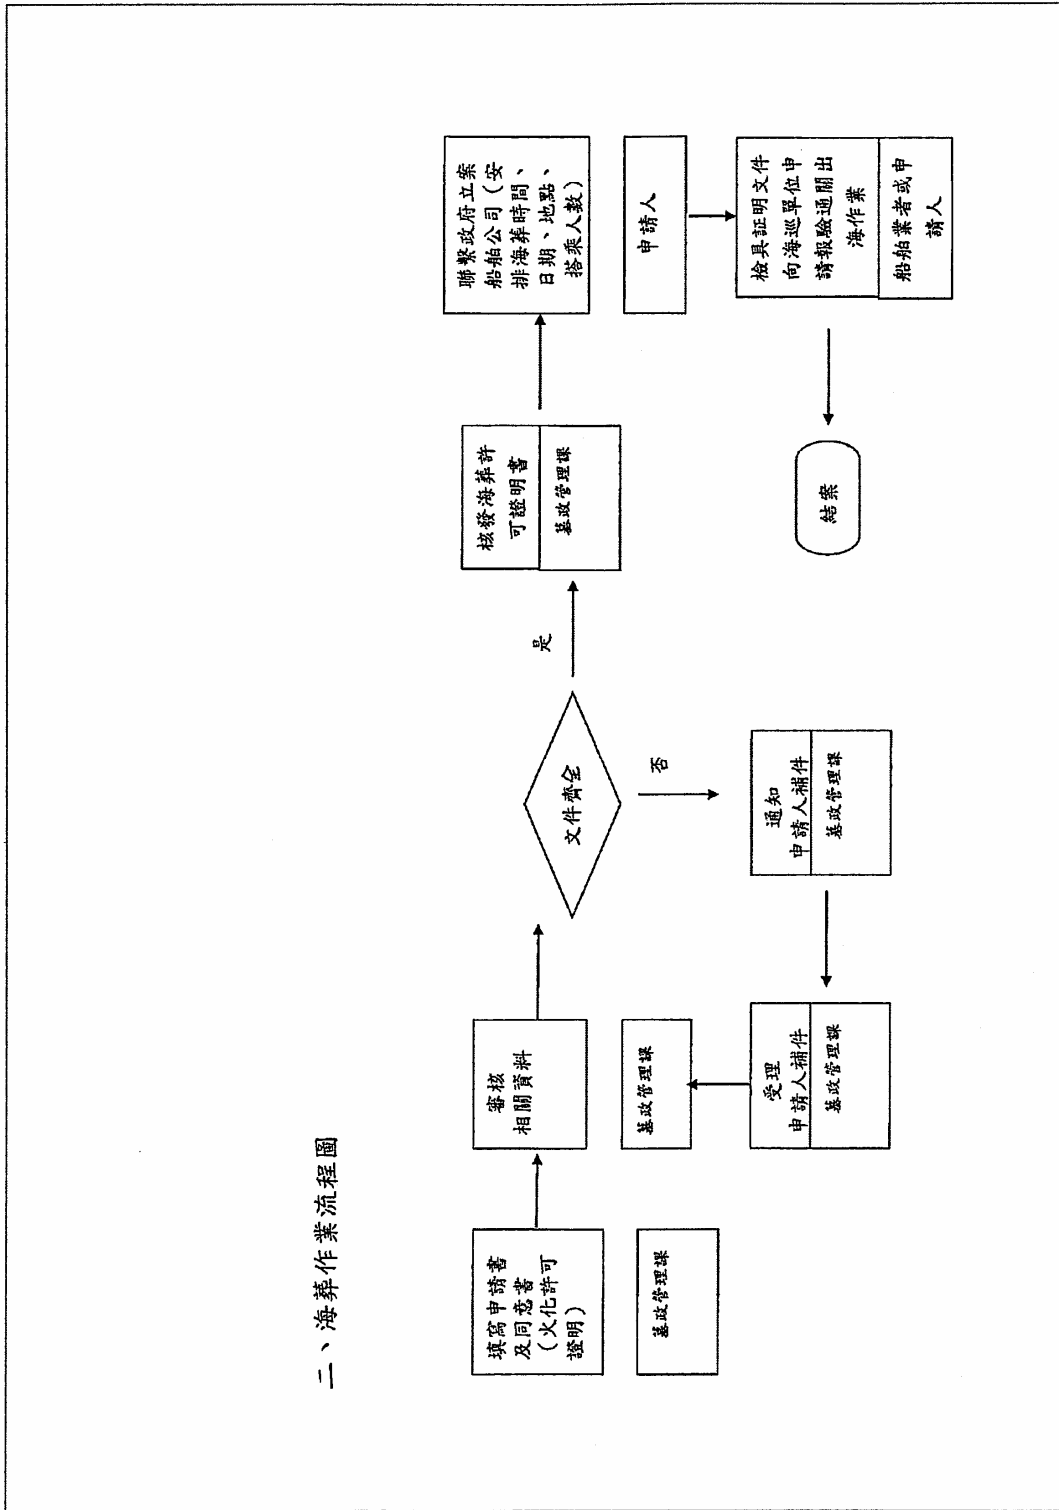 二、海葬作業流程圖
填寫申請書
及同意書
（火化許可
證明）
墓政管理課
審核
相關資料
墓政管理課
文件齊全
是
否
通知
申請人補件
墓政管理課
受理
申請人補件
墓政管理課
核發海葬許
可證明書
墓政管理課
聯繫政府立案
船舶公司（安
排海葬時間、
日期、地點、
搭乘人數）
申請人
檢具証明文件
向海巡單位申
請報驗通關出
海作業
船舶業者或申
請人
結案